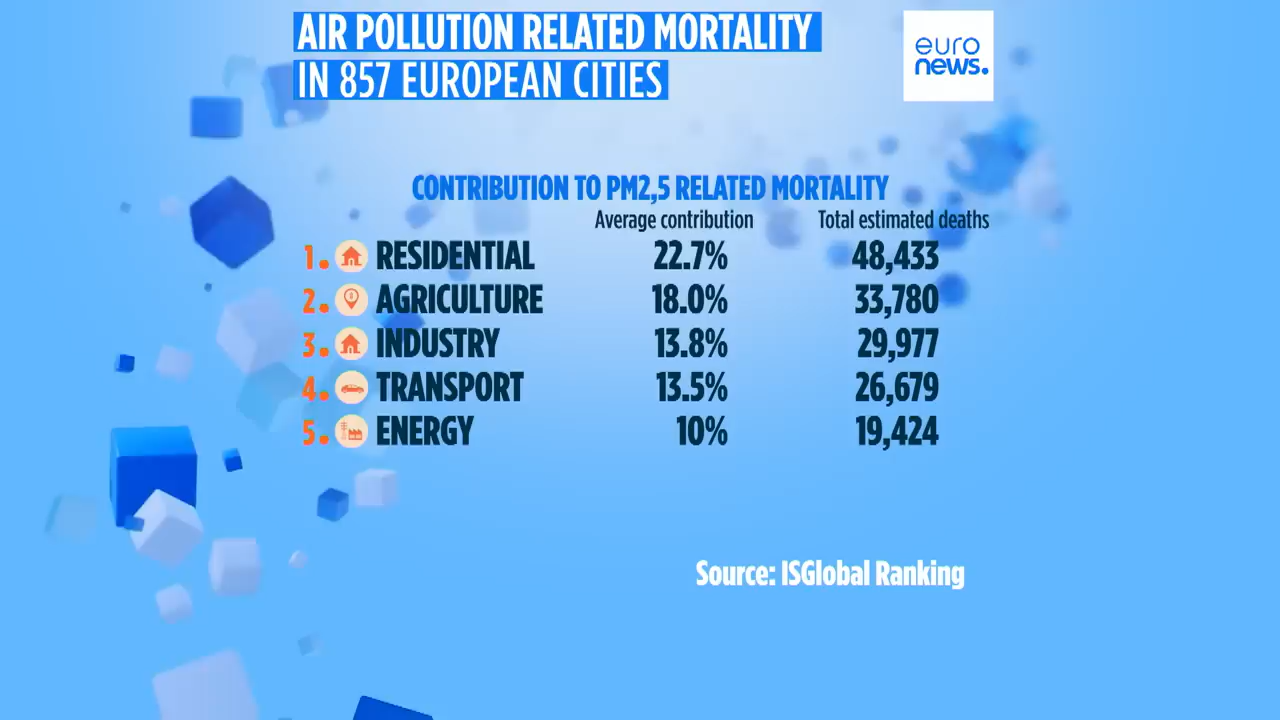 AIR POLLUTION RELATED MORTALITY
IN 857 EUROPEAN CITIES
euro
news.
CONTRIBUTION TO PM2,5 RELATED MORTALITY
Average contribution Total estimated deaths
1. RESIDENTIAL 22.7% 48,433
2. AGRICULTURE 18.0% 33,780
3. INDUSTRY 13.8% 29,977
4. TRANSPORT 13.5% 26,679
5. ENERGY 10% 19,424
Source: ISGlobal Ranking